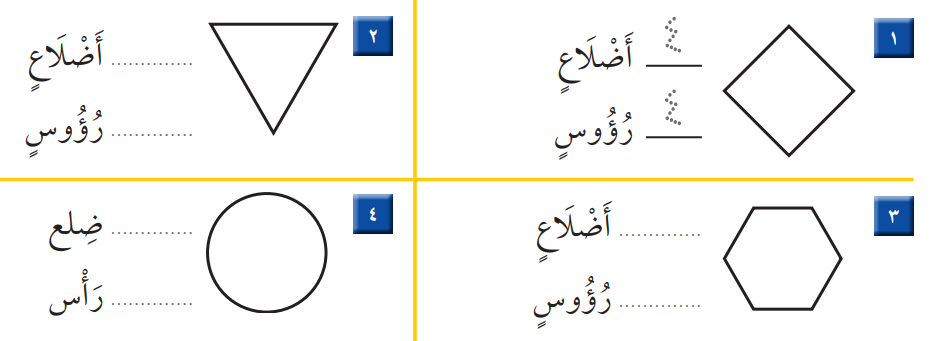 ١
٤ أَضْلَاعٍ
٤ رُؤُوسٍ
٢
............. أَضْلَاعٍ
............. رُؤُوسٍ
٣
............. أَضْلَاعٍ
............. رُؤُوسٍ
٤
............. ضِلع
............. رَأْس